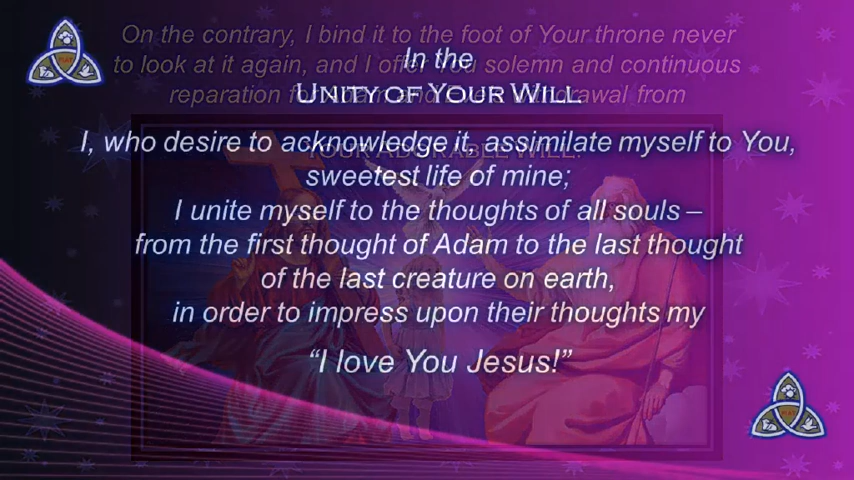 On the contrary, I bind it to the foot of Your throne never
to look at it again, and I offer You solemn and continuous
reparation for withdrawal from
YOUR ADORABLE WILL.
In the
UNITY OF YOUR WILL
I, who desire to acknowledge it, assimilate myself to You,
sweetest life of mine;
I unite myself to the thoughts of all souls –
from the first thought of Adam to the last thought
of the last creature on earth,
in order to impress upon their thoughts my
“I love You Jesus!”